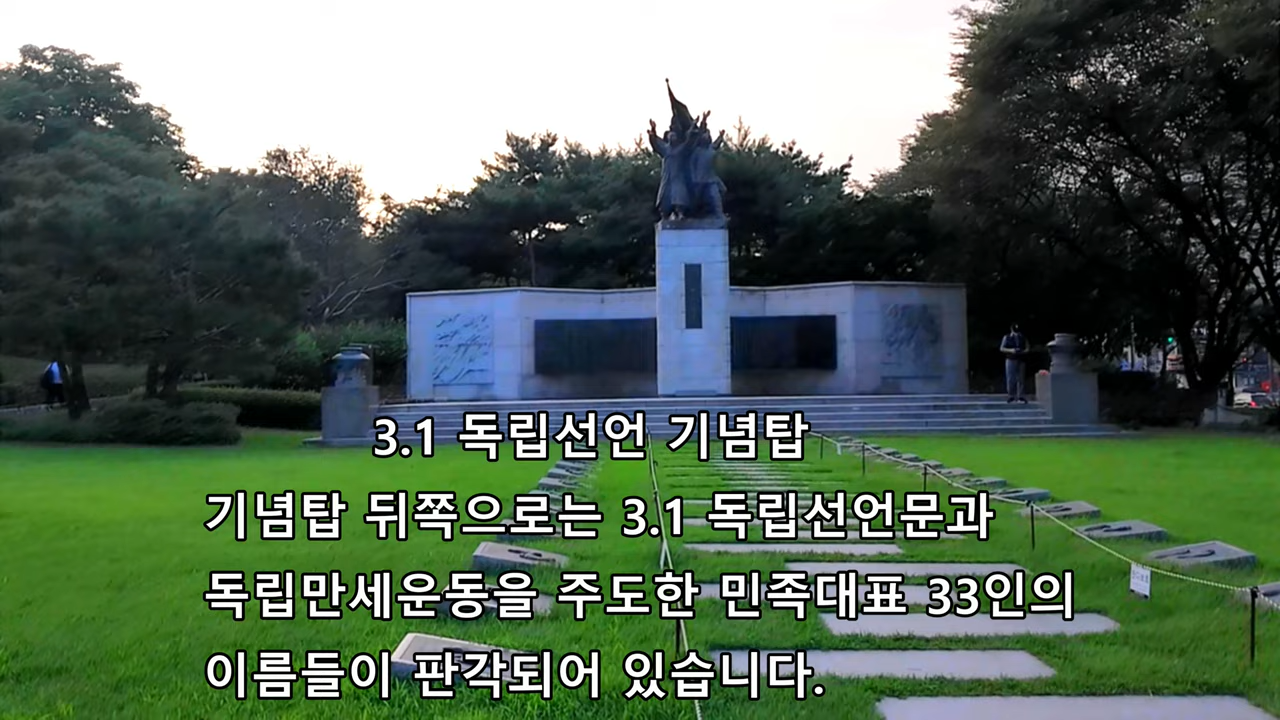 3.1 독립선언 기념탑
기념탑 뒤쪽으로는 3.1 독립선언문과
독립만세운동을 주도한 민족대표 33인의
이름들이 판각되어 있습니다.